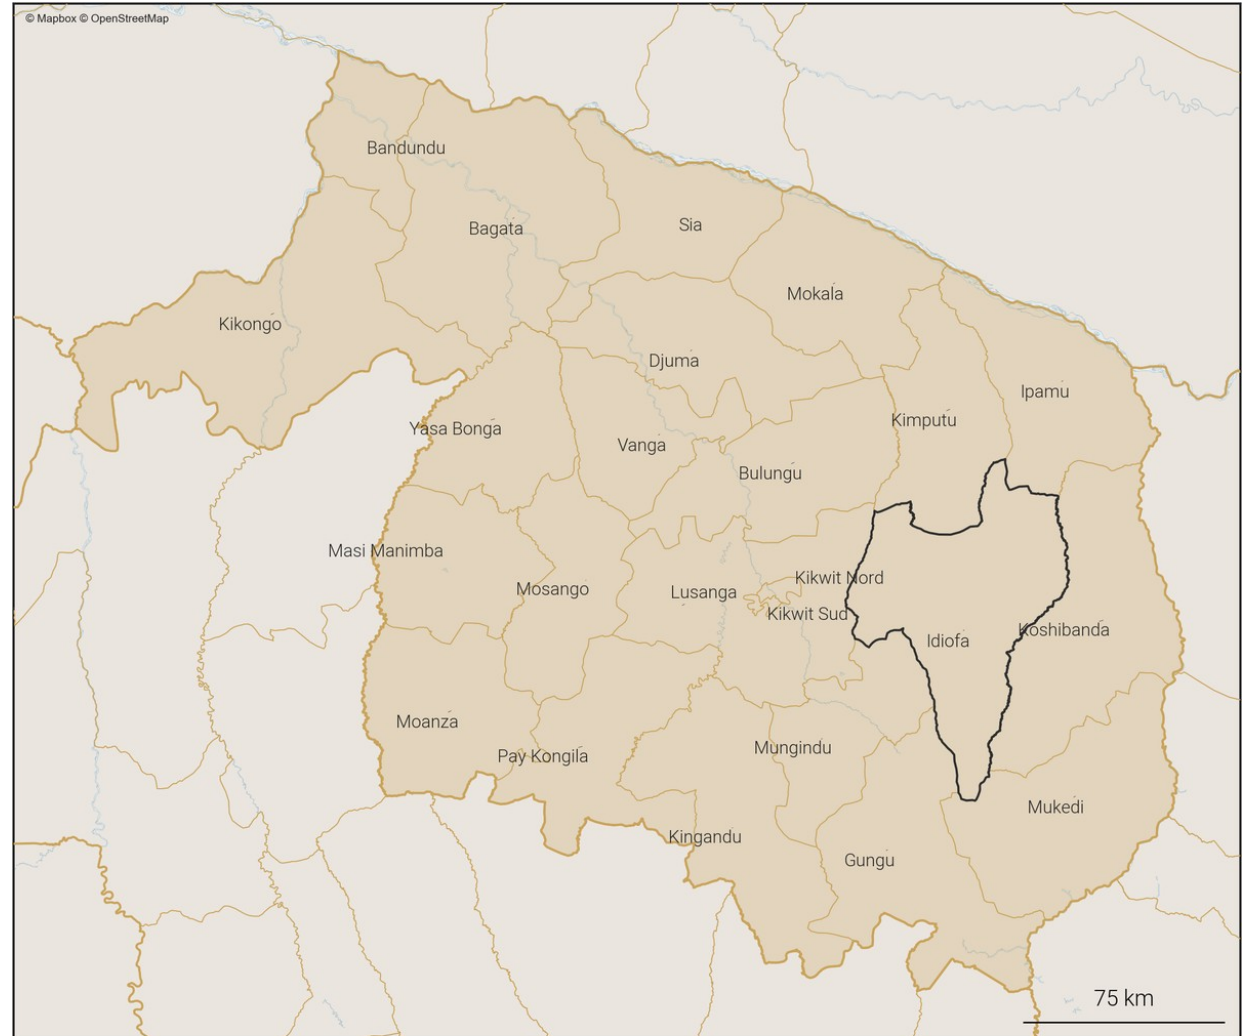 © Mapbox © OpenStreetMap
Bandundu
Bagata
Sia
Mokala
Kikongo
Djuma
Ipamu
Yasa Bonga
Kimputu
Vanga
Bulungu
Masi Manimba
Kikwit Nord
Mosango
Lusanga
Kikwit Sud
Koshibanda
Idiofa
Moanza
Mungindu
Pay Kongila
Mukedi
Kingandu
Gungu
75 km